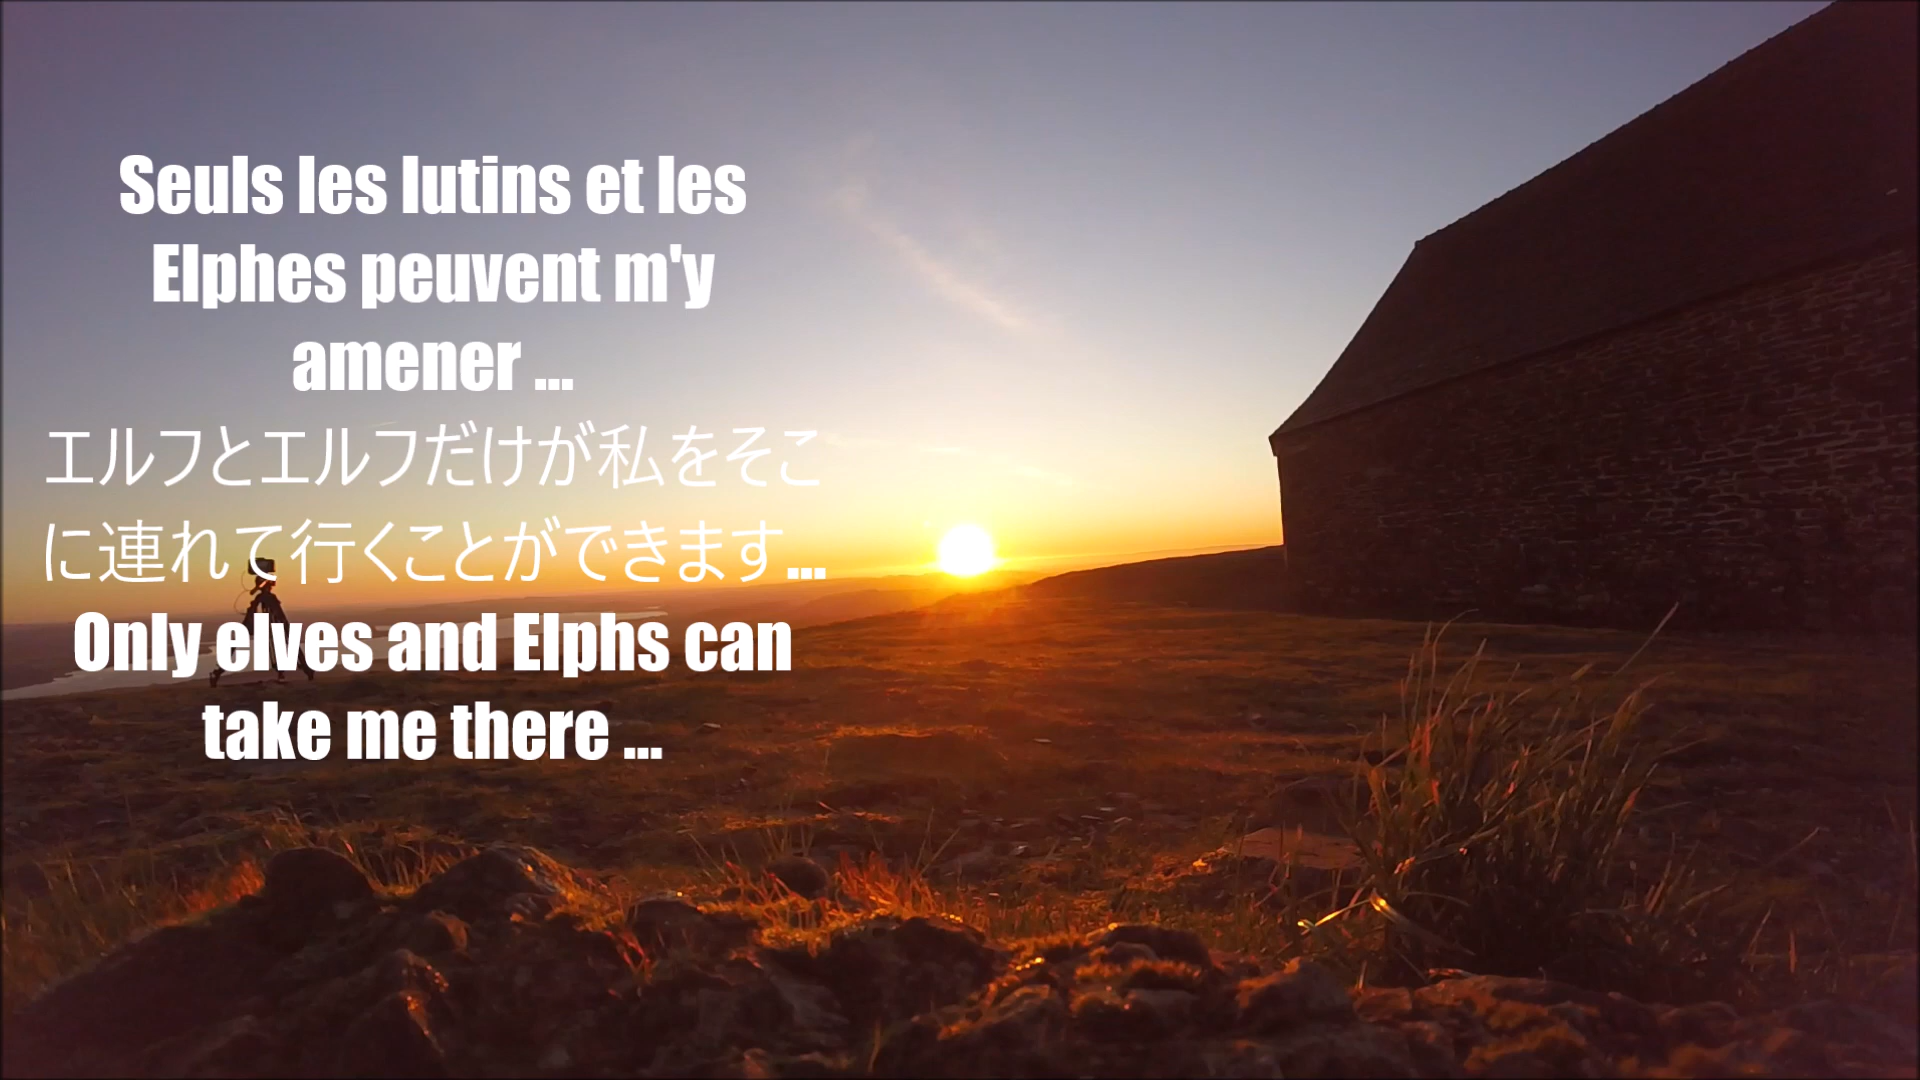 Seuls les lutins et les
Elphes peuvent m'y
amener ...
エルフとエルフだけが私をそこ
に連れて行くことができます...
Only elves and Elphs can
take me there ...